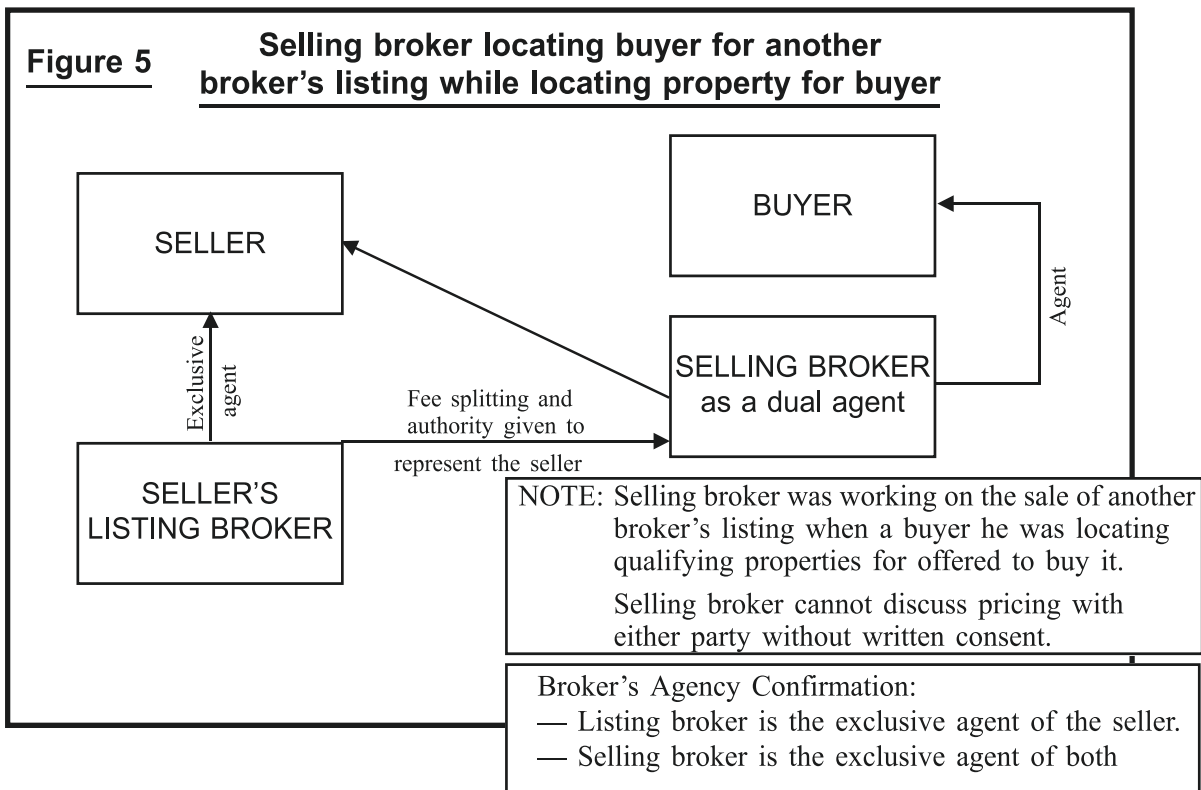 Figure 5
Selling broker locating buyer for another
broker's listing while locating property for buyer
SELLER
BUYER
Exclusive
agent
Agent
SELLING BROKER
as a dual agent
Fee splitting and
authority given to
represent the seller
SELLER'S
LISTING BROKER
NOTE: Selling broker was working on the sale of another
broker's listing when a buyer he was locating
qualifying properties for offered to buy it.
Selling broker cannot discuss pricing with
either party without written consent.
Broker's Agency Confirmation:
— Listing broker is the exclusive agent of the seller.
— Selling broker is the exclusive agent of both